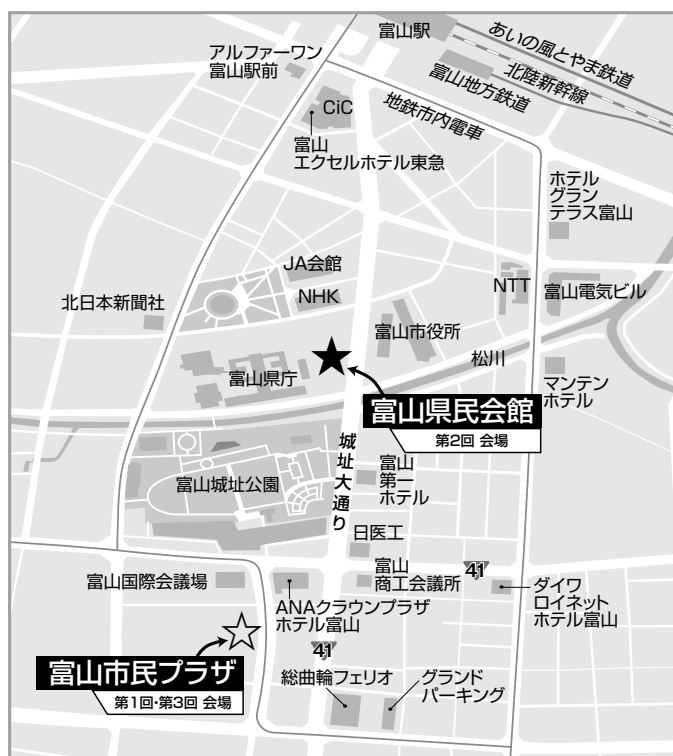 富山駅
あいの風とやま鉄道
北陸新幹線
富山地方鉄道
アルファーワン
富山駅前
CiC
地鉄市内電車
富山
エクセルホテル東急
ホテル
グラン
テラス富山
JA会館
NHK
NTT
富山電気ビル
北日本新聞社
富山市役所
松川
富山県庁
マンテン
ホテル
富山県民会館
第2回 会場
城址大通り
富山
第一
ホテル
富山城址公園
日医工
富山
商工会議所
41
富山国際会議場
ANAクラウンプラザ
ホテル富山
ダイワ
ロイネット
ホテル富山
41
富山市民プラザ
第1回・第3回 会場
総曲輪フェリオ
グランド
パーキング